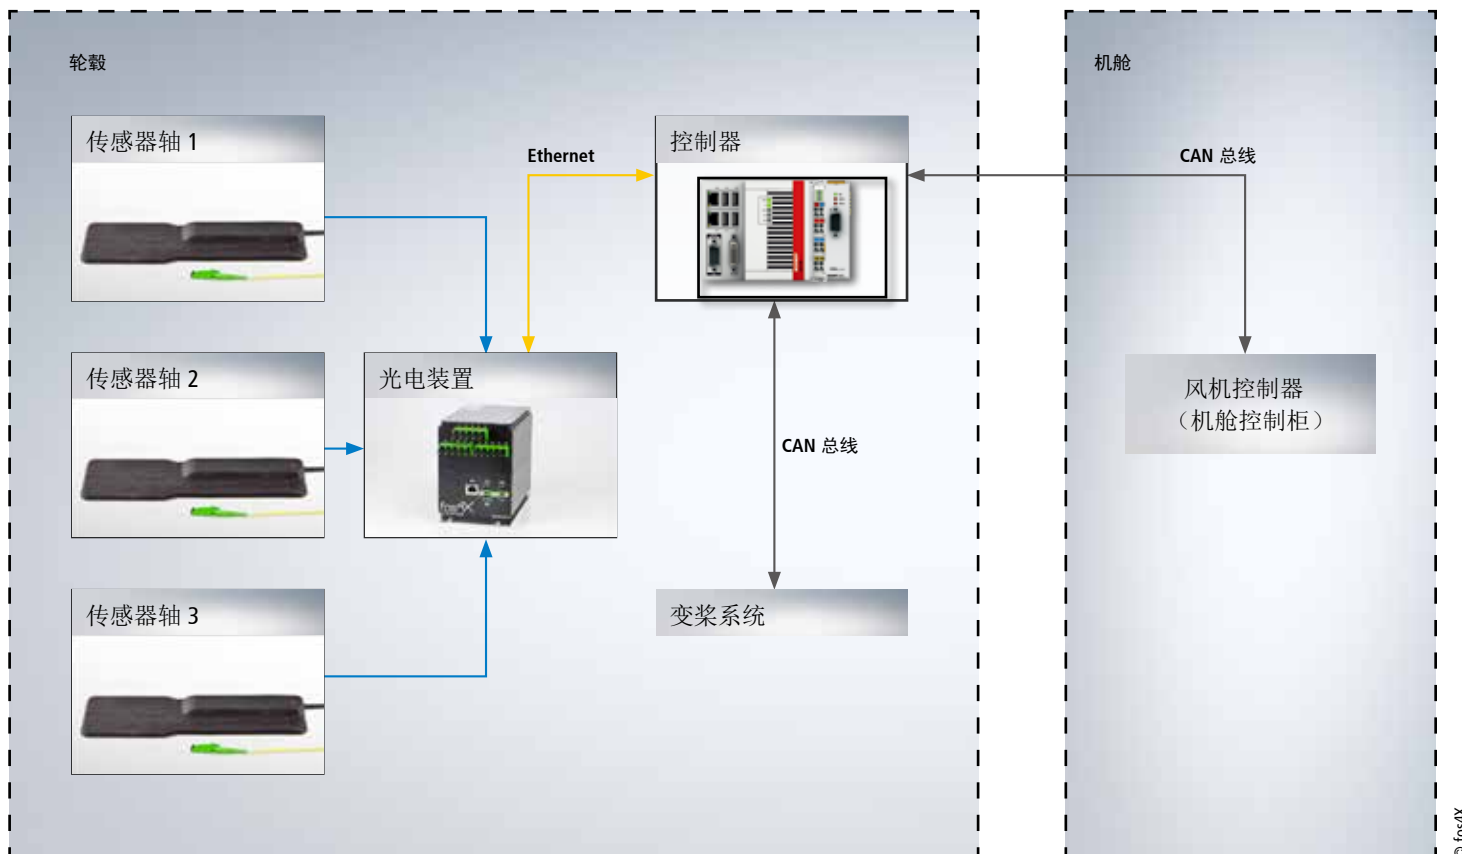 轮毂
机舱
传感器轴 1
控制器
Ethernet
CAN 总线
传感器轴 2
光电装置
fos4X
风机控制器
（机舱控制柜）
CAN 总线
传感器轴 3
变桨系统
© fos4X